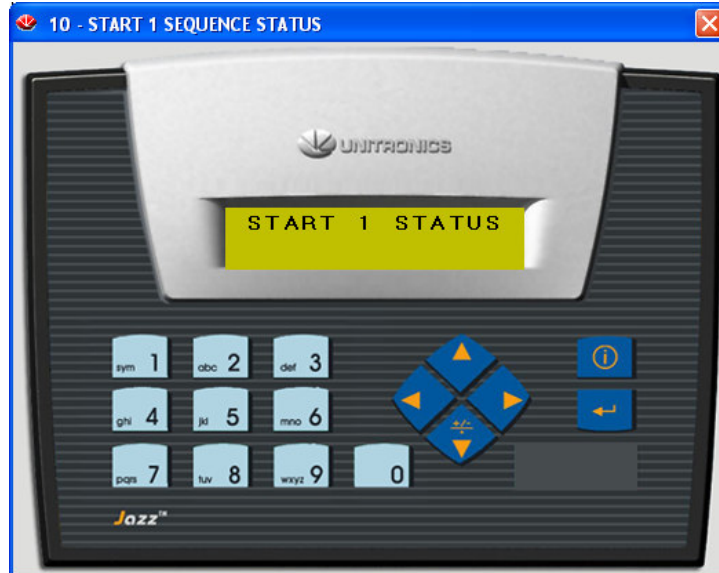 10 - START 1 SEQUENCE STATUS
UNITRONICS
START 1 STATUS
sym 1
abc 2
def 3
ghi 4
jkl 5
mno 6
+/-
pqrs 7
tuv 8
wxyz 9
0
Jazz™